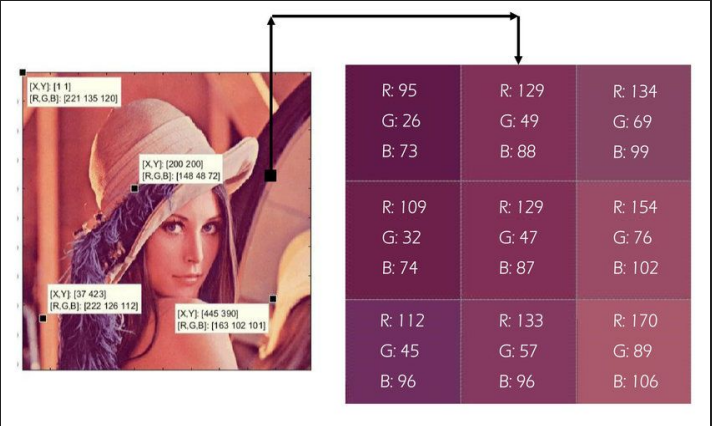 [X,Y]: [1 1]
[R,G,B]: [221 135 120]
[X,Y]: [200 200]
[R,G,B]: [148 48 72]
[X,Y]: [37 423]
[R,G,B]: [222 126 112]
[X,Y]: [445 390]
[R,G,B]: [163 102 101]
R: 95
G: 26
B: 73
R: 129
G: 49
B: 88
R: 134
G: 69
B: 99
R: 109
G: 32
B: 74
R: 129
G: 47
B: 87
R: 154
G: 76
B: 102
R: 112
G: 45
B: 96
R: 133
G: 57
B: 96
R: 170
G: 89
B: 106